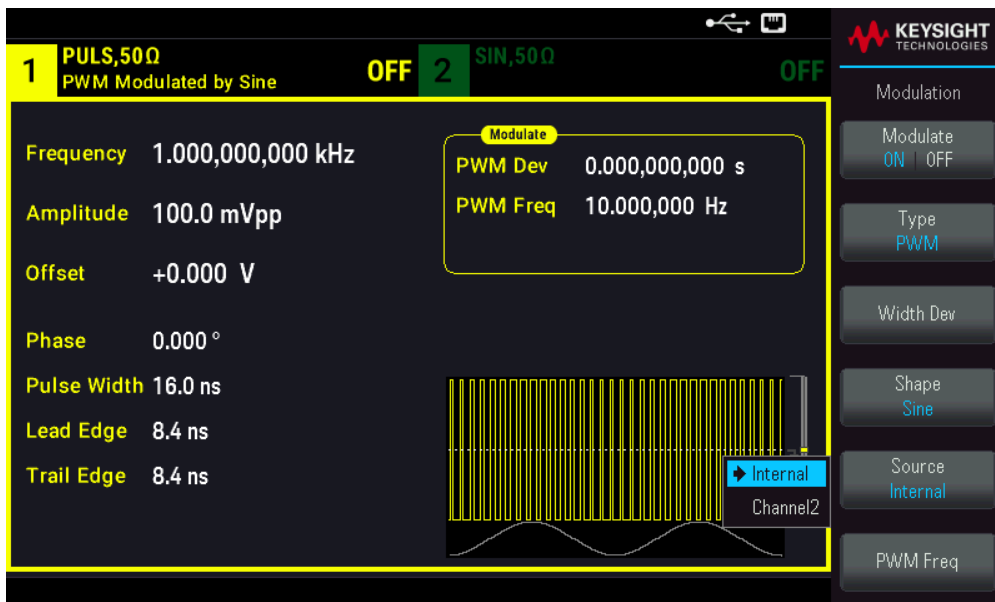 KEYSIGHT
TECHNOLOGIES
1 PULS,50Ω OFF
PWM Modulated by Sine
2 SIN,50Ω OFF
Frequency 1.000,000,000 kHz
Amplitude 100.0 mVpp
Offset +0.000 V
Phase 0.000 °
Pulse Width 16.0 ns
Lead Edge 8.4 ns
Trail Edge 8.4 ns
Modulate
PWM Dev 0.000,000,000 s
PWM Freq 10.000,000 Hz
Internal
Channel2
Modulation
Modulate
ON | OFF
Type
PWM
Width Dev
Shape
Sine
Source
Internal
PWM Freq